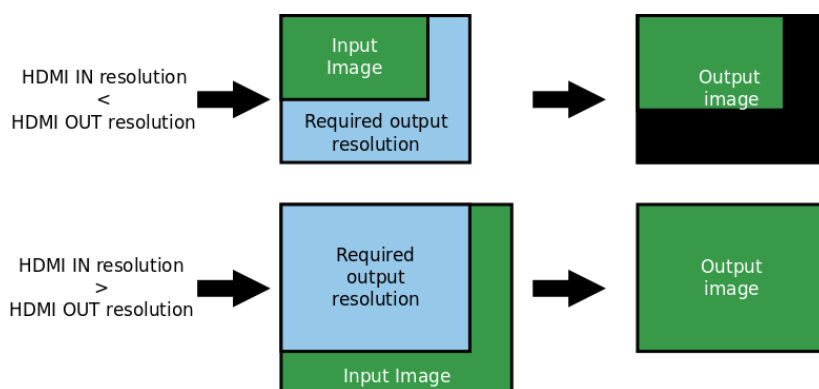 HDMI IN resolution
<
HDMI OUT resolution
Input
Image
Required output
resolution
Output
image
HDMI IN resolution
>
HDMI OUT resolution
Required
output
resolution
Input Image
Output
image